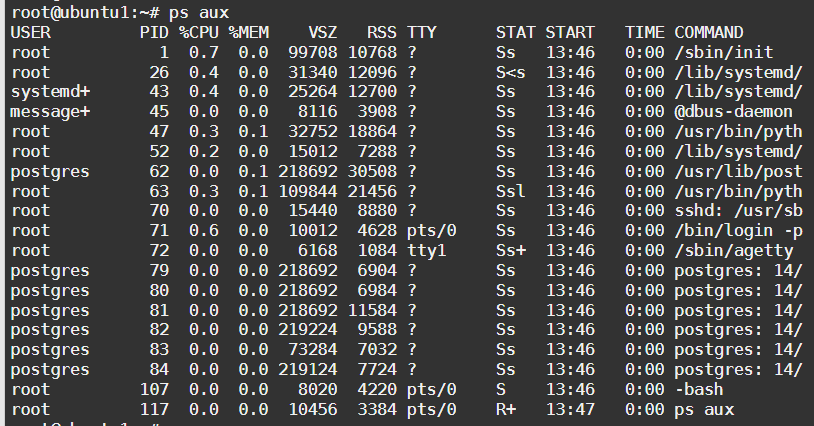 root@ubuntu1:~# ps aux
USER PID %CPU %MEM VSZ RSS TTY STAT START TIME COMMAND
root 1 0.7 0.0 99708 10768 ? Ss 13:46 0:00 /sbin/init
root 26 0.4 0.0 31340 12096 ? S<s 13:46 0:00 /lib/systemd/
systemd+ 43 0.4 0.0 25264 12700 ? Ss 13:46 0:00 /lib/systemd/
message+ 45 0.0 0.0 8116 3908 ? Ss 13:46 0:00 @dbus-daemon
root 47 0.3 0.1 32752 18864 ? Ss 13:46 0:00 /usr/bin/pyth
root 52 0.2 0.0 15012 7288 ? Ss 13:46 0:00 /lib/systemd/
postgres 62 0.0 0.1 218692 30508 ? Ss 13:46 0:00 /usr/lib/post
root 63 0.3 0.1 109844 21456 ? Ssl 13:46 0:00 /usr/bin/pyth
root 70 0.0 0.0 15440 8880 ? Ss 13:46 0:00 sshd: /usr/sb
root 71 0.6 0.0 10012 4628 pts/0 Ss 13:46 0:00 /bin/login -p
root 72 0.0 0.0 6168 1084 tty1 Ss+ 13:46 0:00 /sbin/agetty
postgres 79 0.0 0.0 218692 6904 ? Ss 13:46 0:00 postgres: 14/
postgres 80 0.0 0.0 218692 6984 ? Ss 13:46 0:00 postgres: 14/
postgres 81 0.0 0.0 218692 11584 ? Ss 13:46 0:00 postgres: 14/
postgres 82 0.0 0.0 219224 9588 ? Ss 13:46 0:00 postgres: 14/
postgres 83 0.0 0.0 73284 7032 ? Ss 13:46 0:00 postgres: 14/
postgres 84 0.0 0.0 219124 7724 ? Ss 13:46 0:00 postgres: 14/
root 107 0.0 0.0 8020 4220 pts/0 S 13:46 0:00 -bash
root 117 0.0 0.0 10456 3384 pts/0 R+ 13:47 0:00 ps aux